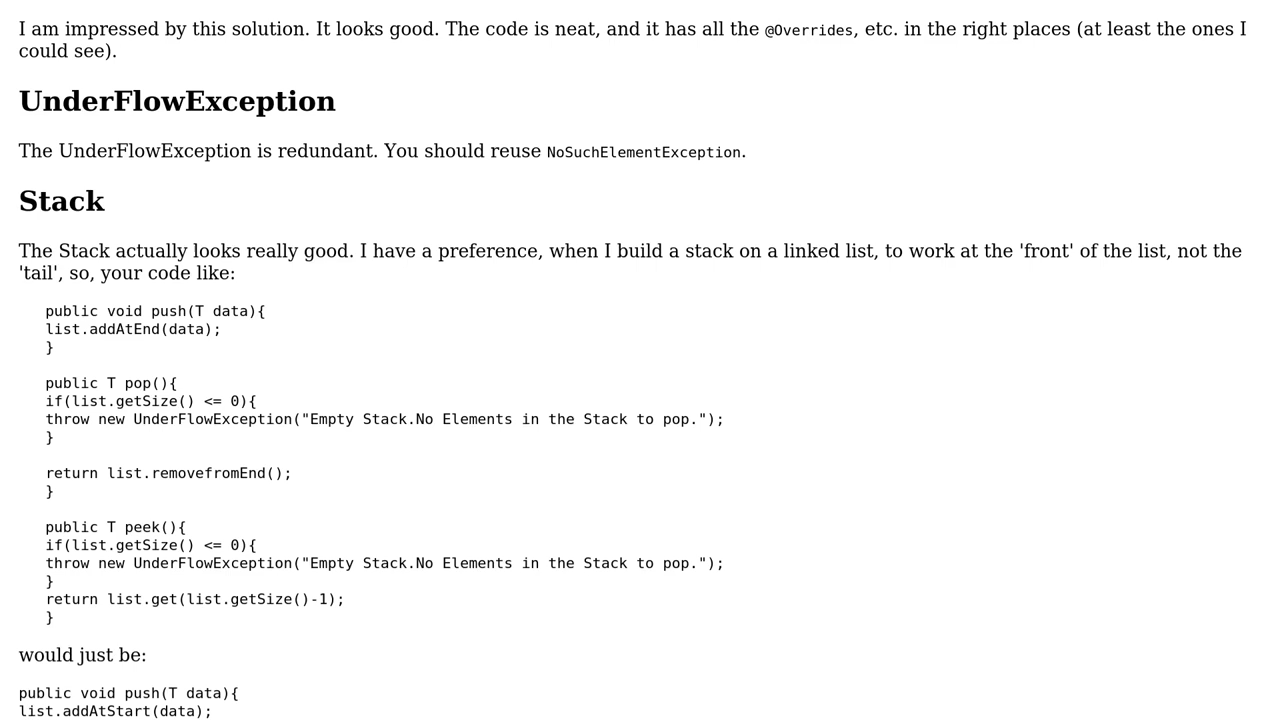 I am impressed by this solution. It looks good. The code is neat, and it has all the @Overrides, etc. in the right places (at least the ones I
could see).
UnderFlowException
The UnderFlowException is redundant. You should reuse NoSuchElementException.
Stack
The Stack actually looks really good. I have a preference, when I build a stack on a linked list, to work at the 'front' of the list, not the
'tail', so, your code like:
public void push(T data){
list.addAtEnd(data);
}
public T pop(){
if(list.getSize() <= 0){
throw new UnderFlowException("Empty Stack.No Elements in the Stack to pop.");
}
return list.removefromEnd();
}
public T peek(){
if(list.getSize() <= 0){
throw new UnderFlowException("Empty Stack.No Elements in the Stack to pop.");
}
return list.get(list.getSize()-1);
}
would just be:
public void push(T data){
list.addAtStart(data);